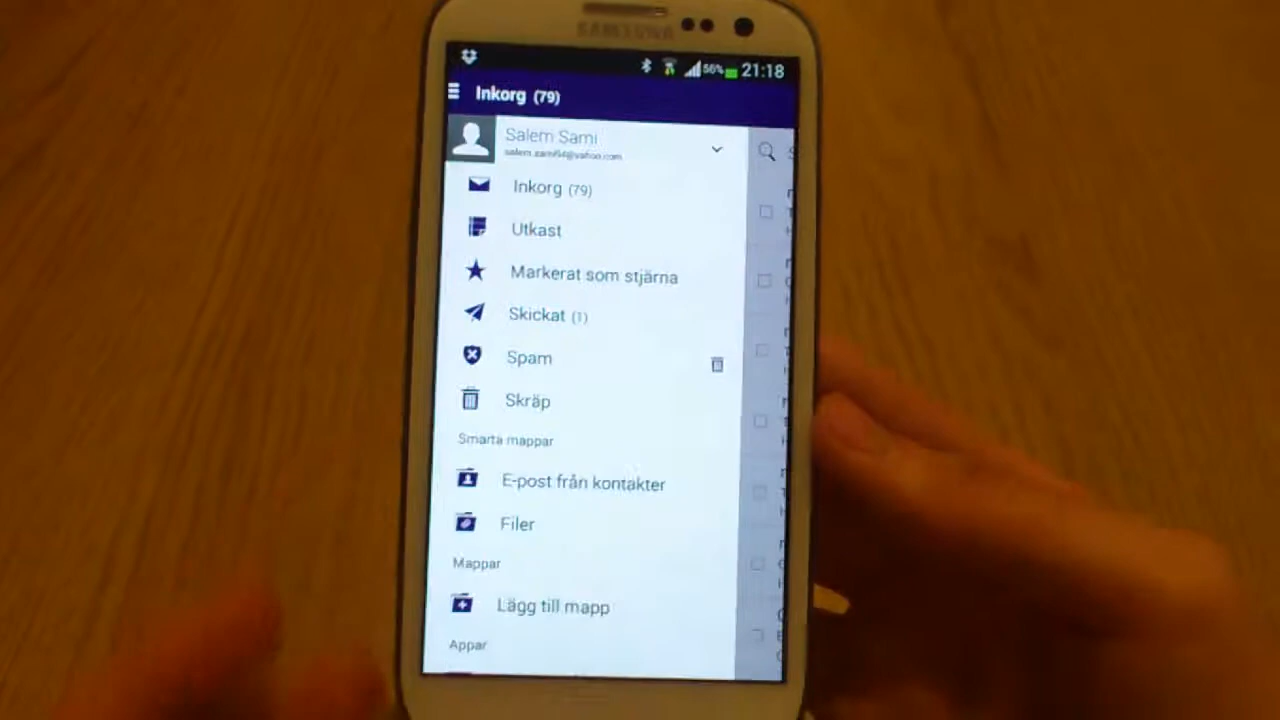 SAMSUNG
56% 21:18
Inkorg (79)
Salem Sami
salem.sami64@yahoo.com
Inkorg (79)
Utkast
Markerat som stjärna
Skickat (1)
Spam
Skräp
Smarta mappar
E-post från kontakter
Filer
Mappar
Lägg till mapp
Appar